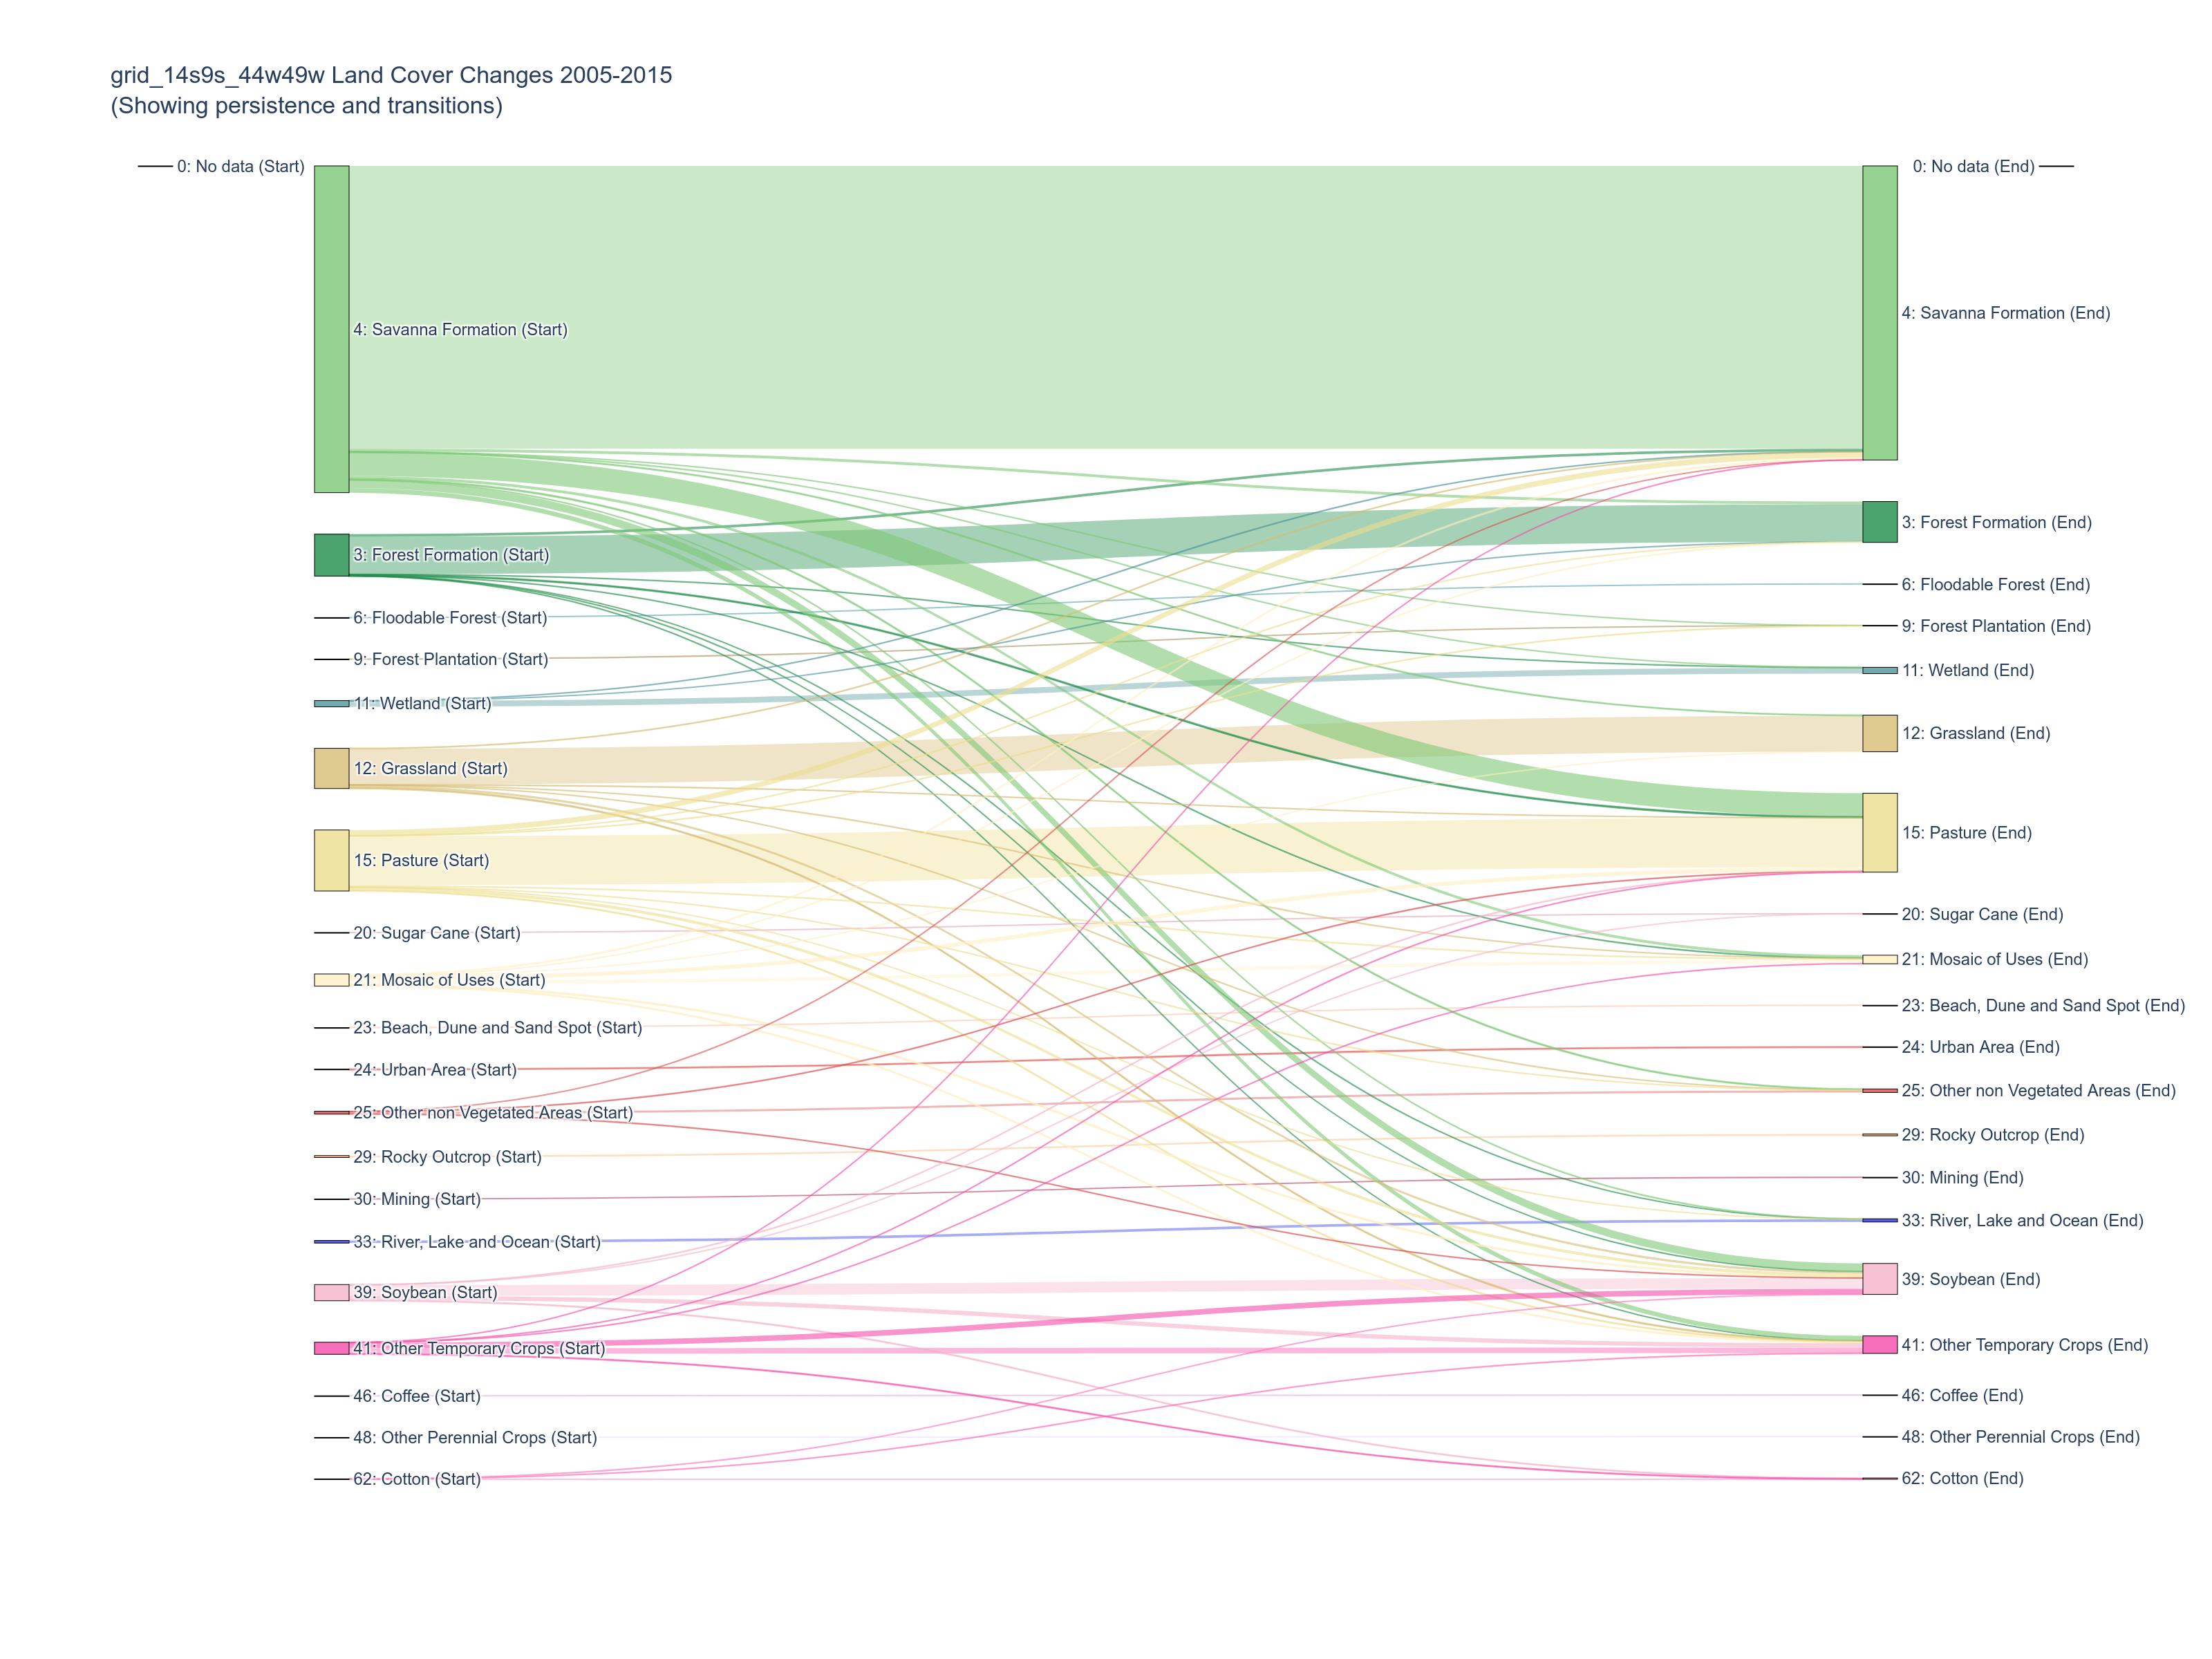 grid_14s9s_44w49w Land Cover Changes 2005-2015
(Showing persistence and transitions)
0: No data (Start)
4: Savanna Formation (Start)
3: Forest Formation (Start)
6: Floodable Forest (Start)
9: Forest Plantation (Start)
11: Wetland (Start)
12: Grassland (Start)
15: Pasture (Start)
20: Sugar Cane (Start)
21: Mosaic of Uses (Start)
23: Beach, Dune and Sand Spot (Start)
24: Urban Area (Start)
25: Other non Vegetated Areas (Start)
29: Rocky Outcrop (Start)
30: Mining (Start)
33: River, Lake and Ocean (Start)
39: Soybean (Start)
41: Other Temporary Crops (Start)
46: Coffee (Start)
48: Other Perennial Crops (Start)
62: Cotton (Start)
0: No data (End)
4: Savanna Formation (End)
3: Forest Formation (End)
6: Floodable Forest (End)
9: Forest Plantation (End)
11: Wetland (End)
12: Grassland (End)
15: Pasture (End)
20: Sugar Cane (End)
21: Mosaic of Uses (End)
23: Beach, Dune and Sand Spot (End)
24: Urban Area (End)
25: Other non Vegetated Areas (End)
29: Rocky Outcrop (End)
30: Mining (End)
33: River, Lake and Ocean (End)
39: Soybean (End)
41: Other Temporary Crops (End)
46: Coffee (End)
48: Other Perennial Crops (End)
62: Cotton (End)